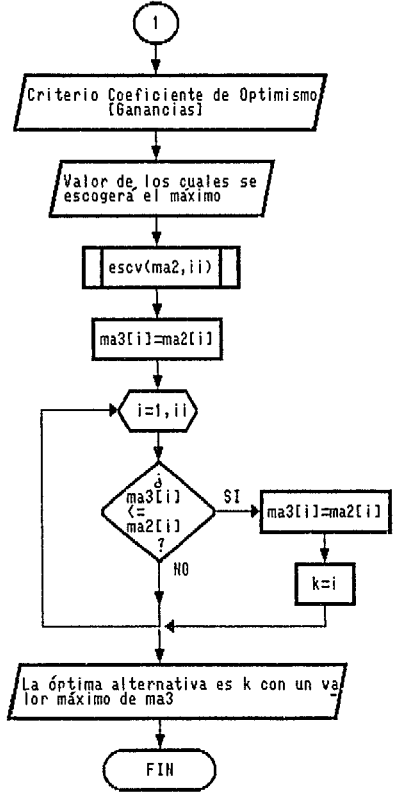 1
Criterio Coeficiente de Optimismo
[Ganancias]
Valor de los cuales se
escogerá el máximo
escv(ma2,ii)
ma3[i]=ma2[i]
i=1,ii
¿
ma3[i]
<=
ma2[i]
?
SI
ma3[i]=ma2[i]
NO
k=i
La óptima alternativa es k con un va
lor máximo de ma3
FIN